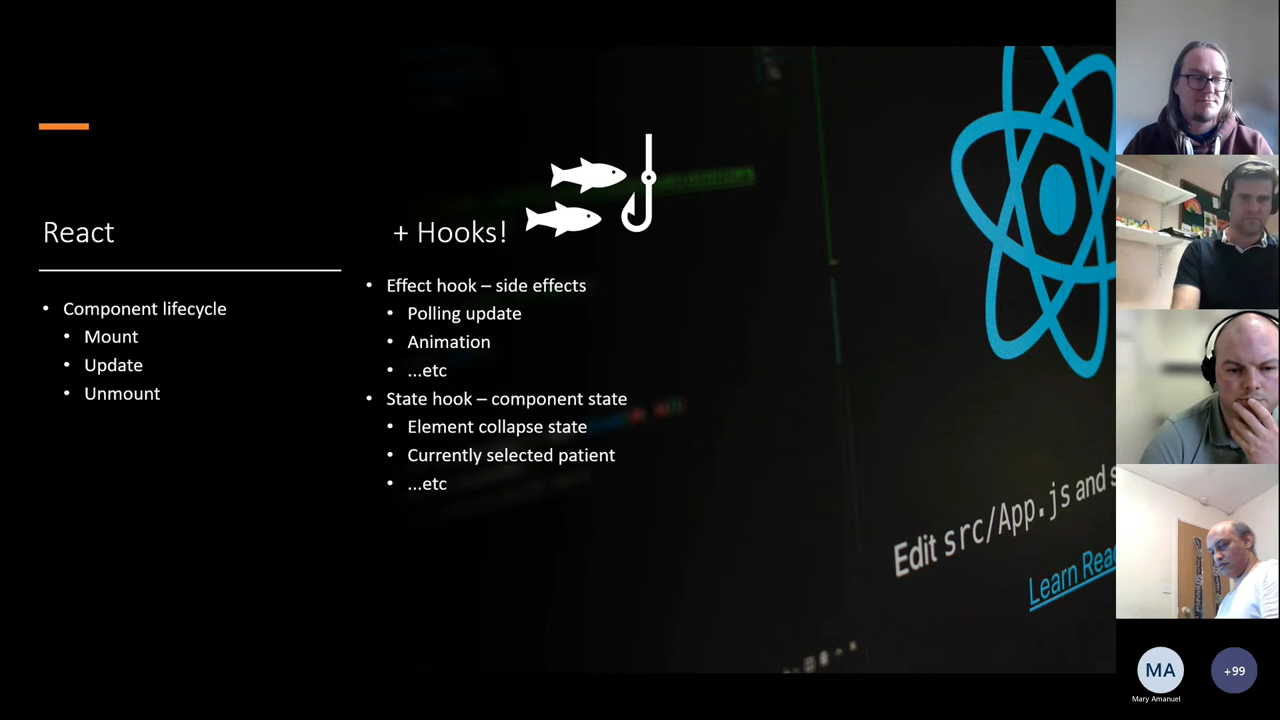 React
+ Hooks!
• Component lifecycle
• Mount
• Update
• Unmount
• Effect hook – side effects
• Polling update
• Animation
• ...etc
• State hook – component state
• Element collapse state
• Currently selected patient
• ...etc
Edit src/App.js and s
Learn Reac
MA
+99
Mary Amanuel